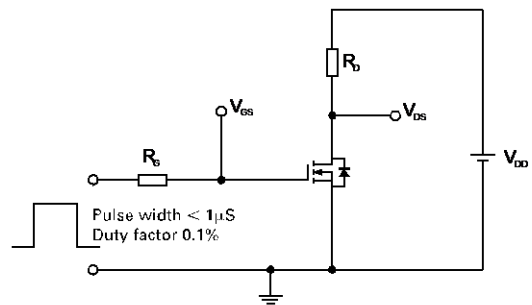 R_D
V_GS
V_DS
R_G
V_DD
Pulse width < 1μS
Duty factor 0.1%